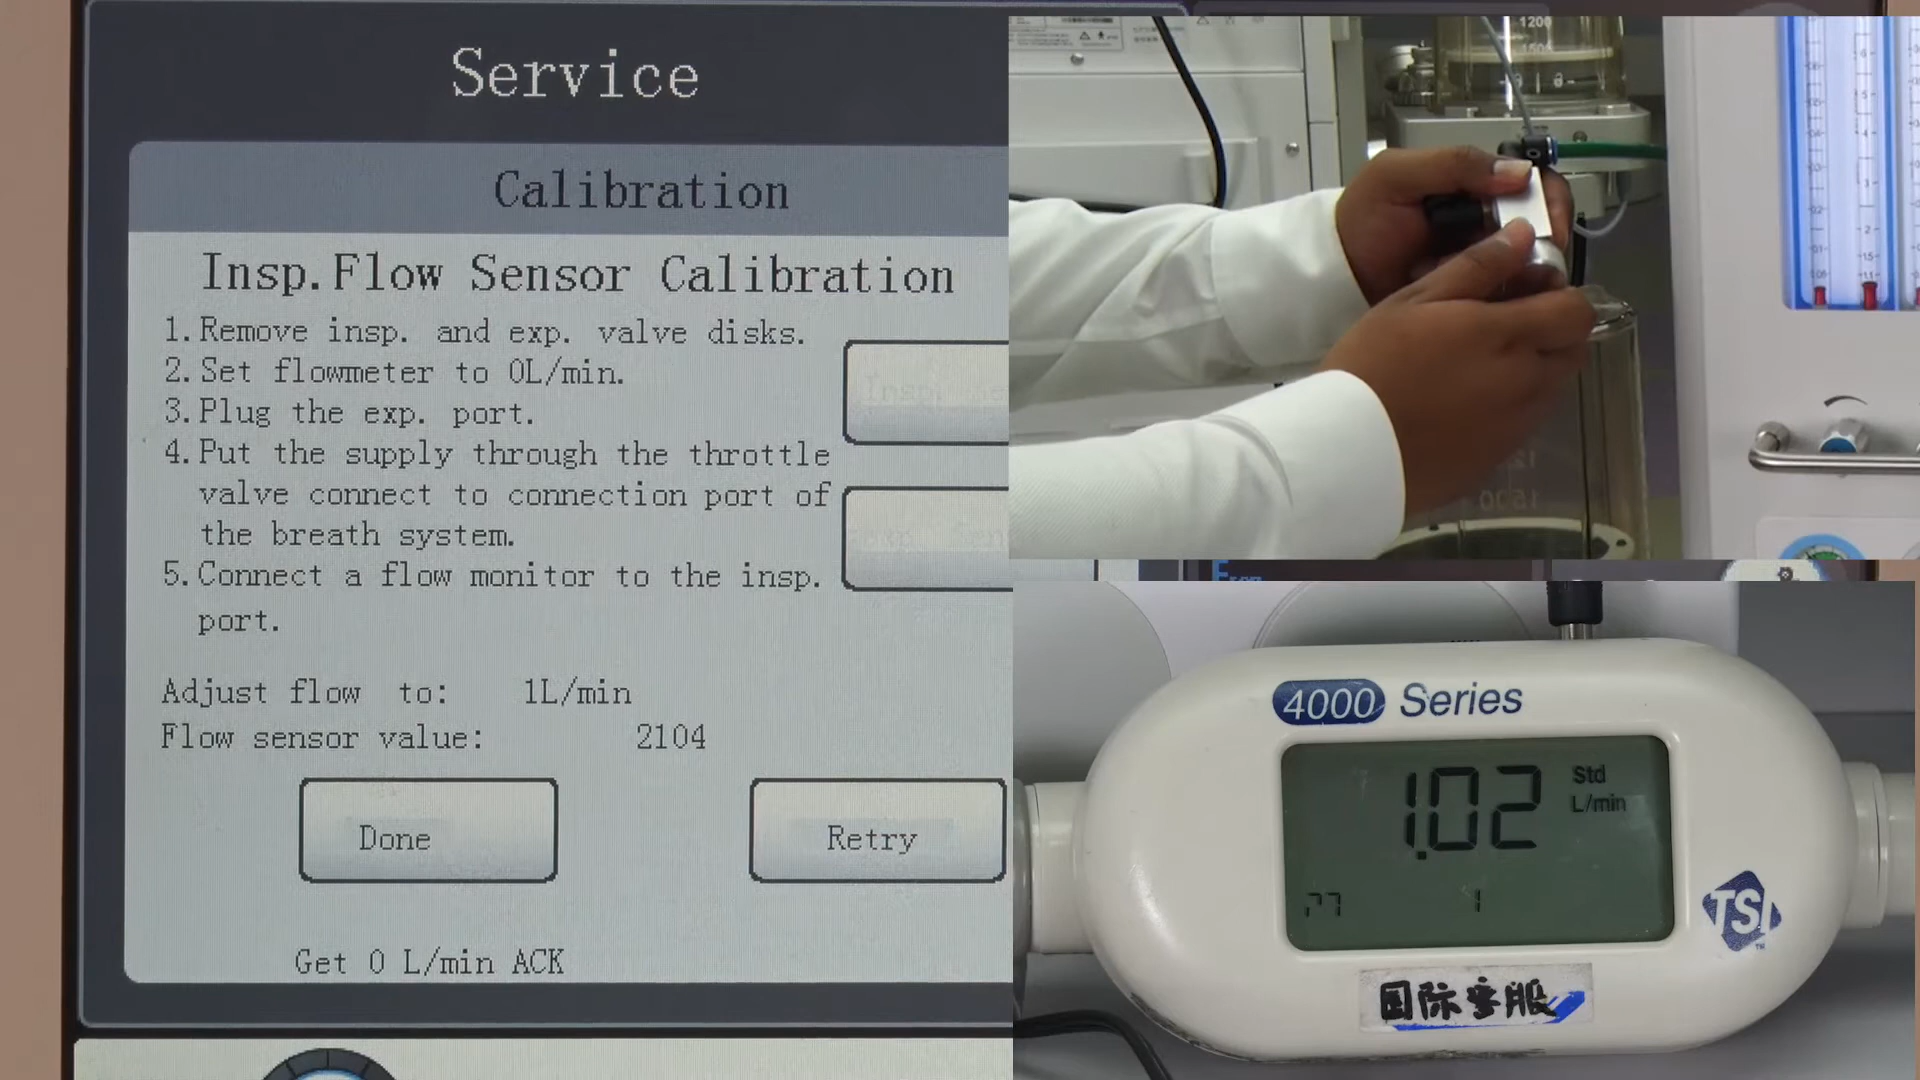 Service
Calibration
Insp.Flow Sensor Calibration
1.Remove insp. and exp. valve disks.
2.Set flowmeter to 0L/min.
3.Plug the exp. port.
4.Put the supply through the throttle
valve connect to connection port of
the breath system.
5.Connect a flow monitor to the insp.
port.
Adjust flow to: 1L/min
Flow sensor value: 2104
Done
Retry
Get 0 L/min ACK
1200
1500
4000 Series
1.02
Std
L/min
TSI
国际客服